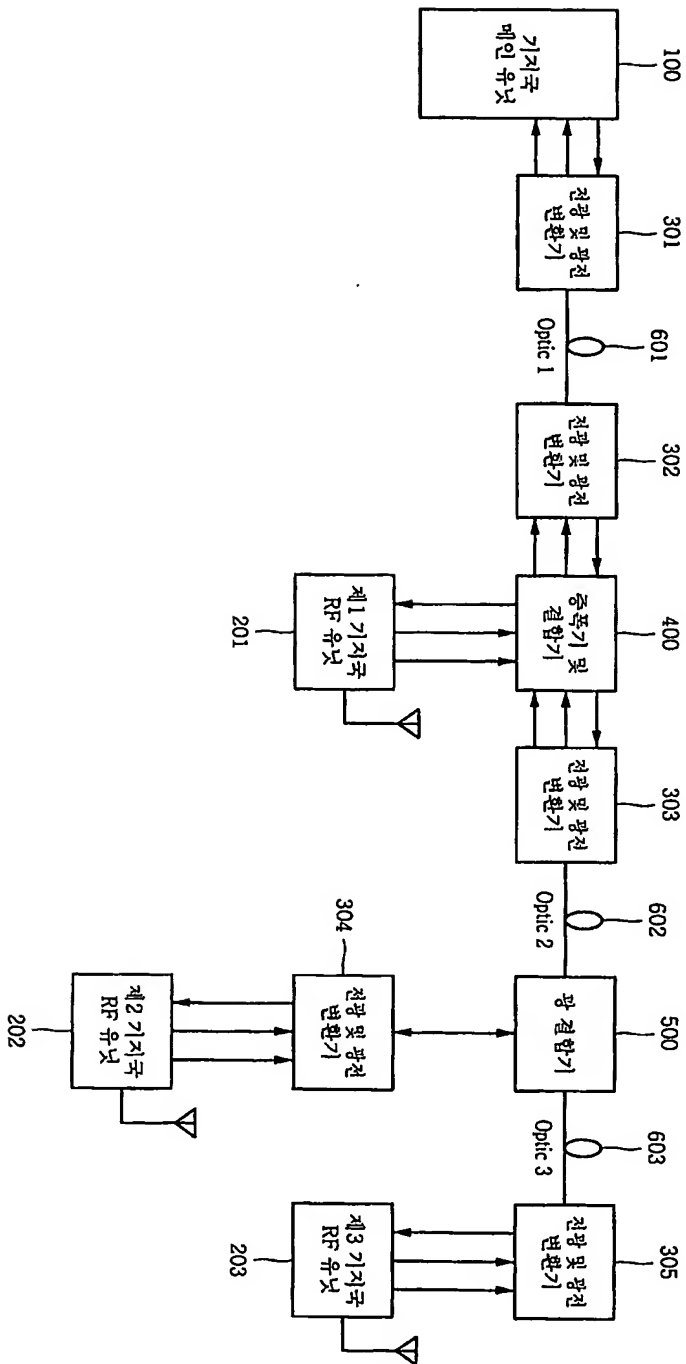 100
기지국
메인 유닛
301
전광 및 광전
변환기
601
Optic 1
302
전광 및 광전
변환기
400
증폭기 및
결합기
제1 기지국
RF 유닛
201
303
전광 및 광전
변환기
602
Optic 2
500
광 결합기
304
전광 및 광전
변환기
제2 기지국
RF 유닛
202
603
Optic 3
305
전광 및 광전
변환기
제3 기지국
RF 유닛
203